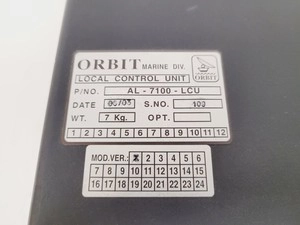 ORBIT MARINE DIV.
ORBIT
LOCAL CONTROL UNIT
P/NO. AL - 7100 - LCU
DATE 06/03 S.NO. 102
WT. 7 Kg. OPT.
1 2 3 4 5 6 7 8 9 10 11 12
MOD.VER.: X 2 3 4 5 6
7 8 9 10 11 12 13 14 15
16 17 18 19 20 21 22 23 24